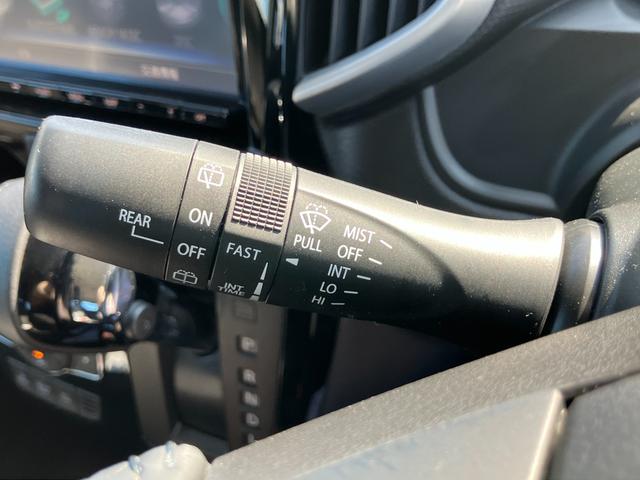 REAR
ON
OFF
FAST
INT
TIME
PULL
MIST
OFF
INT
LO
HI
P
R
N
D